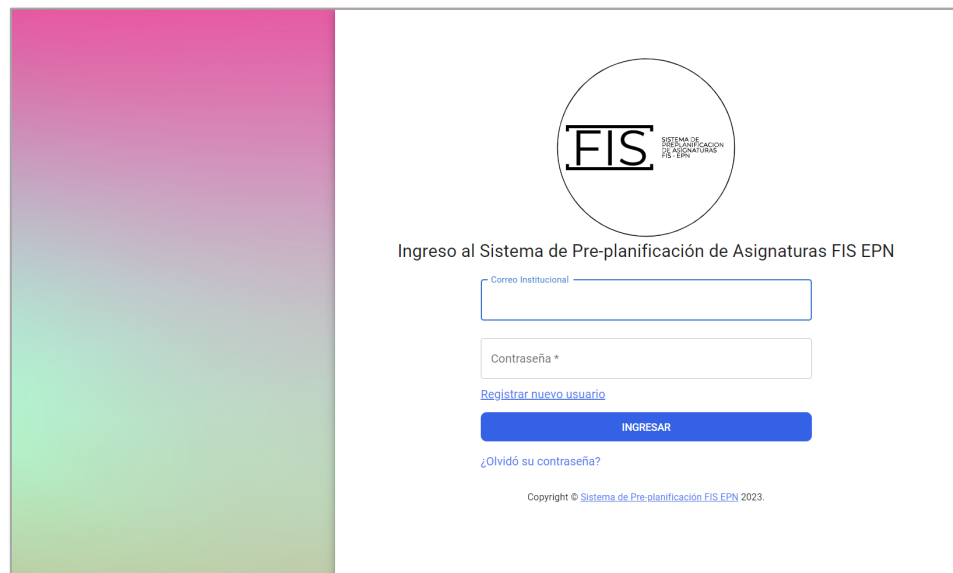 FIS
SISTEMA DE
PREPLANIFICACION
DE ASIGNATURAS
FIS - EPN
Ingreso al Sistema de Pre-planificación de Asignaturas FIS EPN
Correo Institucional
Contraseña *
Registrar nuevo usuario
INGRESAR
¿Olvidó su contraseña?
Copyright © Sistema de Pre-planificación FIS EPN 2023.